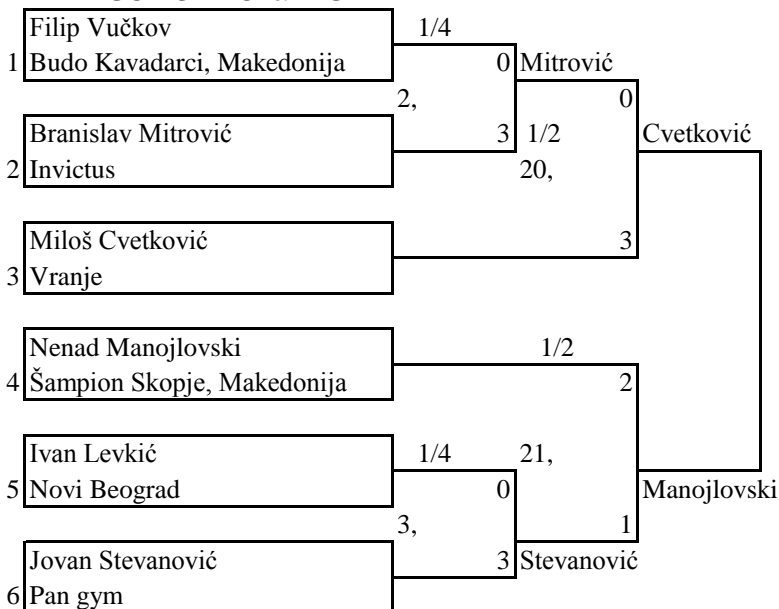 Filip Vučkov 1/4
1 Budo Kavadarci, Makedonija 0 Mitrović
2, 0
Branislav Mitrović 3 1/2 Cvetković
2 Invictus 20,
Miloš Cvetković 3
3 Vranje
Nenad Manojlovski 1/2
4 Šampion Skopje, Makedonija 2
Ivan Levkić 1/4 21,
5 Novi Beograd 0 Manojlovski
3, 1
Jovan Stevanović 3 Stevanović
6 Pan gym